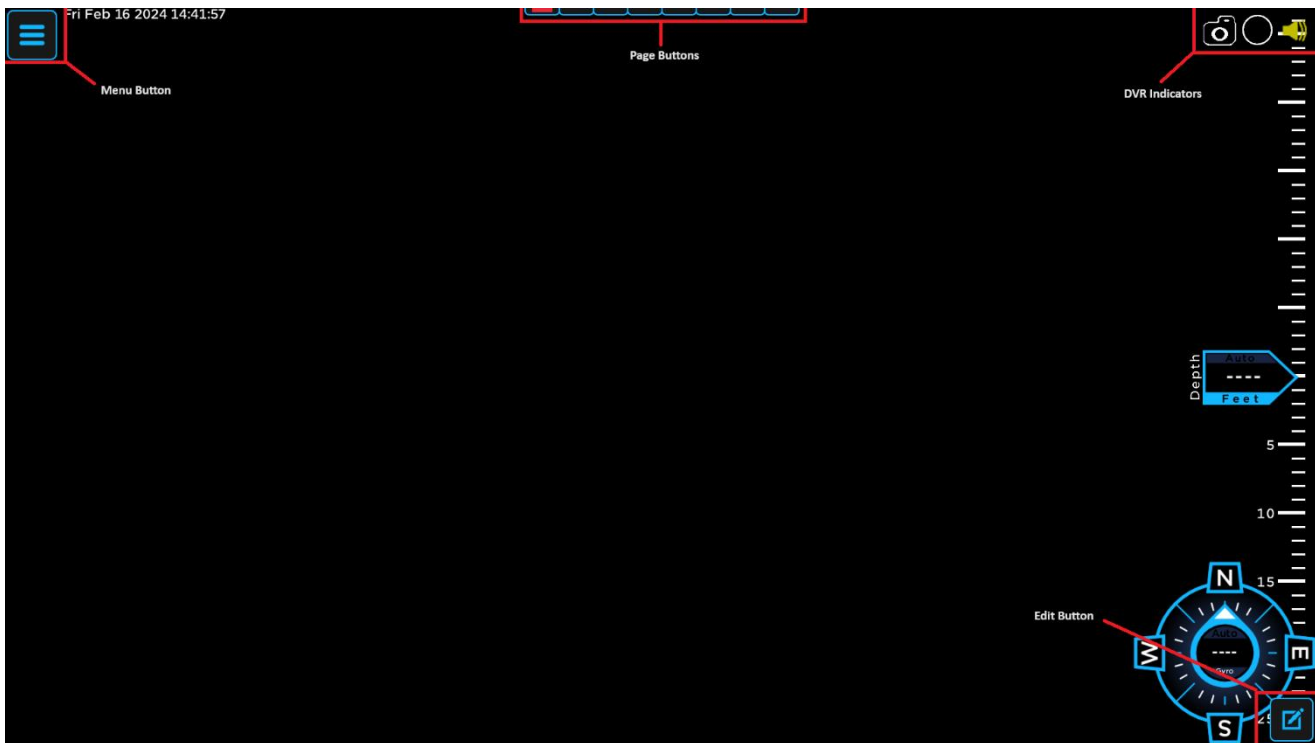 Fri Feb 16 2024 14:41:57
Page Buttons
Menu Button
DVR Indicators
Depth
Auto
----
Feet
5
10
15
Edit Button
N
W
E
S
Auto
----
Gyro
25